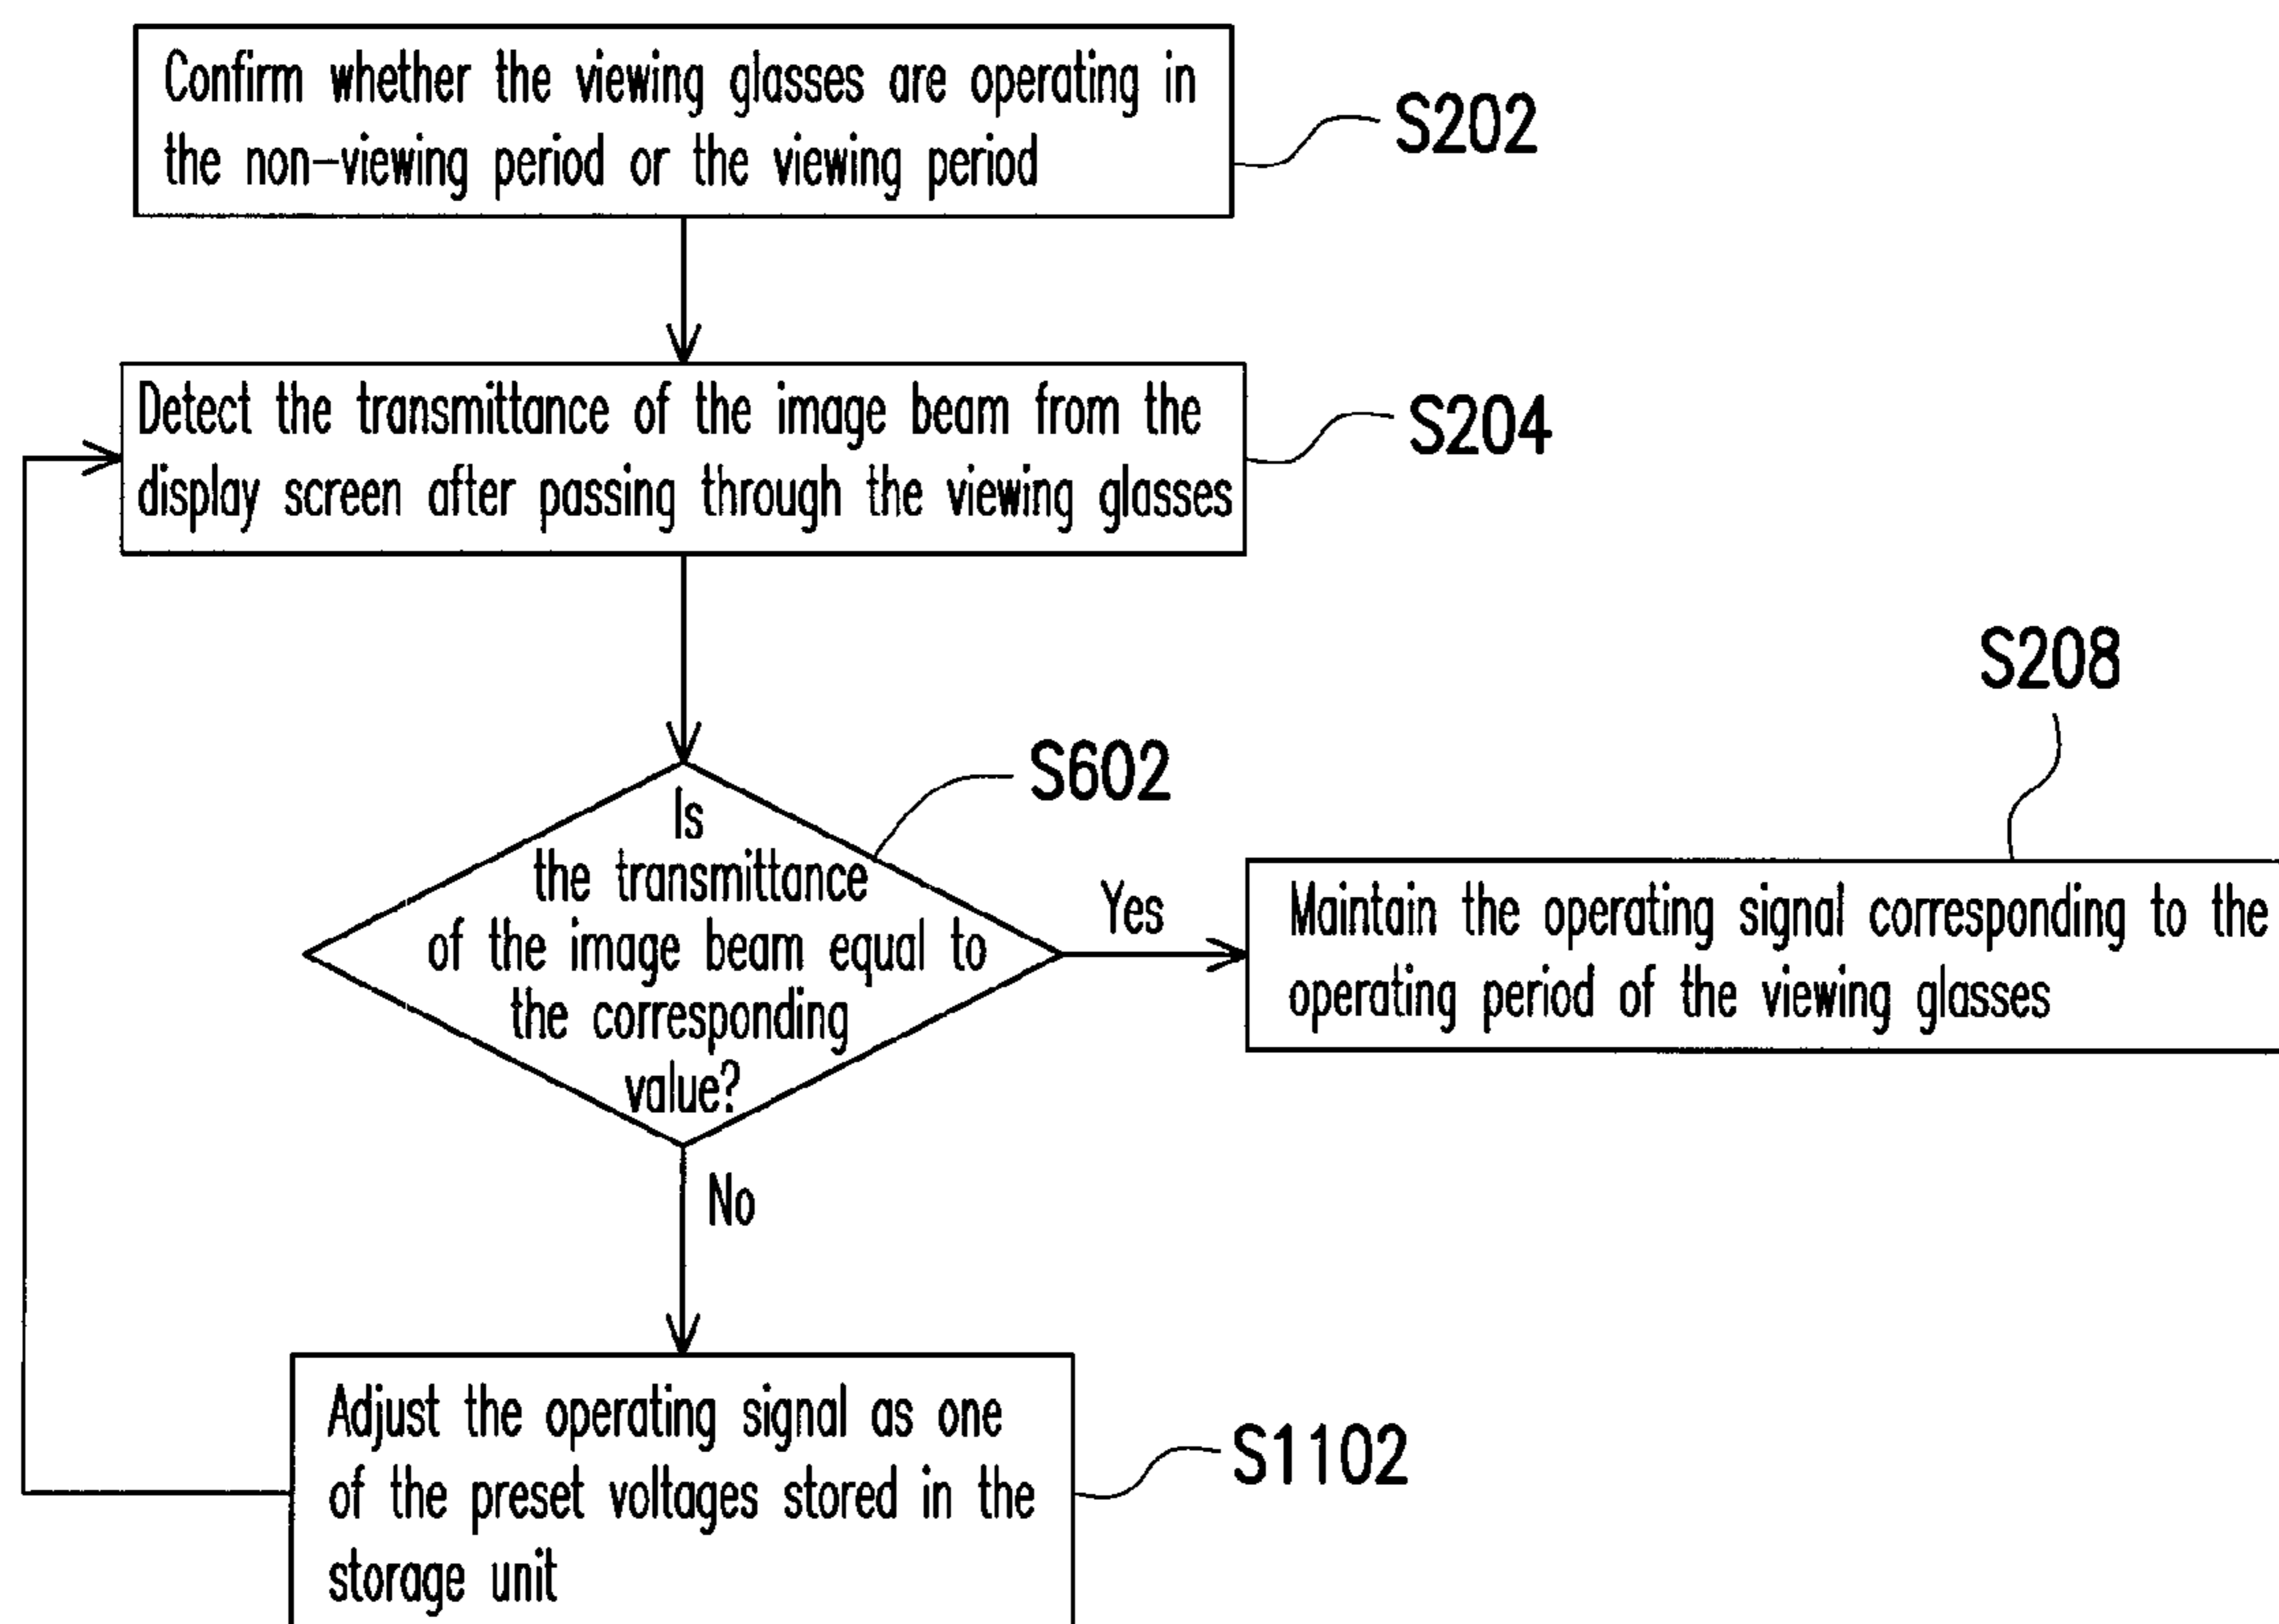 Confirm whether the viewing glasses are operating in
the non-viewing period or the viewing period
S202
Detect the transmittance of the image beam from the
display screen after passing through the viewing glasses
S204
S208
S602
Is
the transmittance
of the image beam equal to
the corresponding
value?
Yes
Maintain the operating signal corresponding to the
operating period of the viewing glasses
No
Adjust the operating signal as one
of the preset voltages stored in the
storage unit
S1102